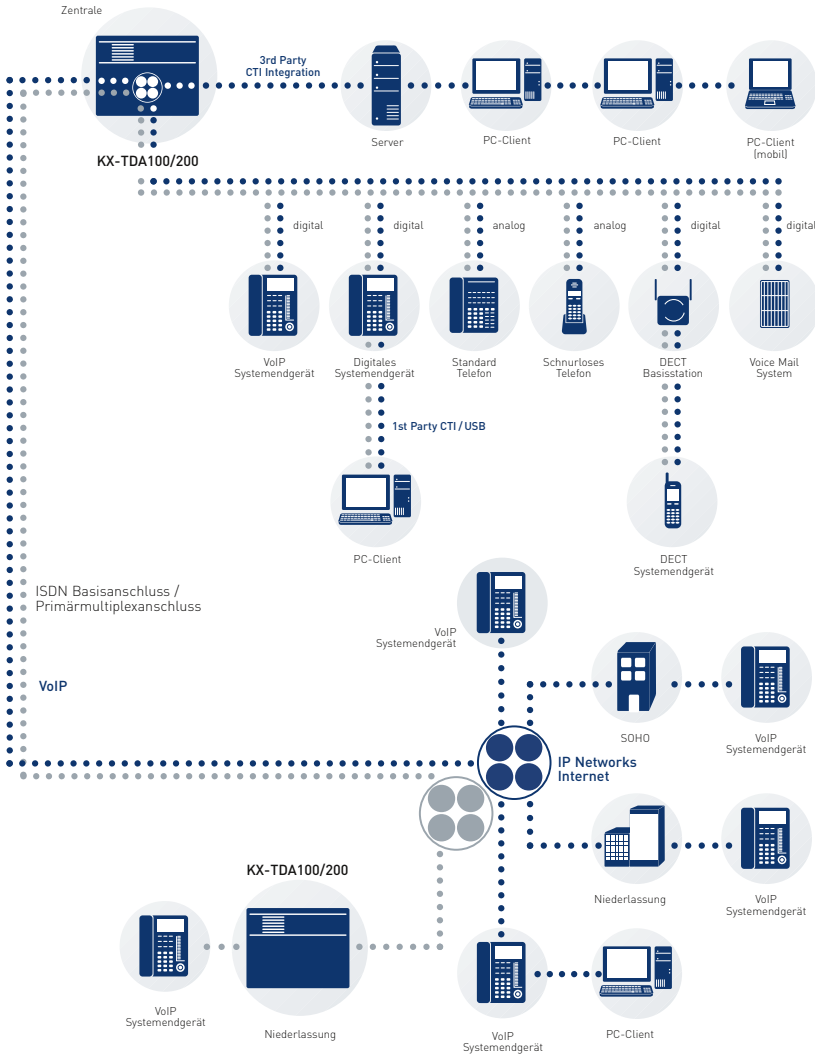 Zentrale
3rd Party
CTI Integration
KX-TDA100/200
Server
PC-Client
PC-Client
PC-Client
(mobil)
digital
digital
analog
analog
digital
digital
VoIP
Systemendgerät
Digitales
Systemendgerät
Standard
Telefon
Schnurloses
Telefon
DECT
Basisstation
Voice Mail
System
1st Party CTI / USB
PC-Client
DECT
Systemendgerät
ISDN Basisanschluss /
Primärmultiplexanschluss
VoIP
Systemendgerät
VoIP
SOHO
VoIP
Systemendgerät
IP Networks
Internet
KX-TDA100/200
Niederlassung
VoIP
Systemendgerät
VoIP
Systemendgerät
Niederlassung
VoIP
Systemendgerät
PC-Client